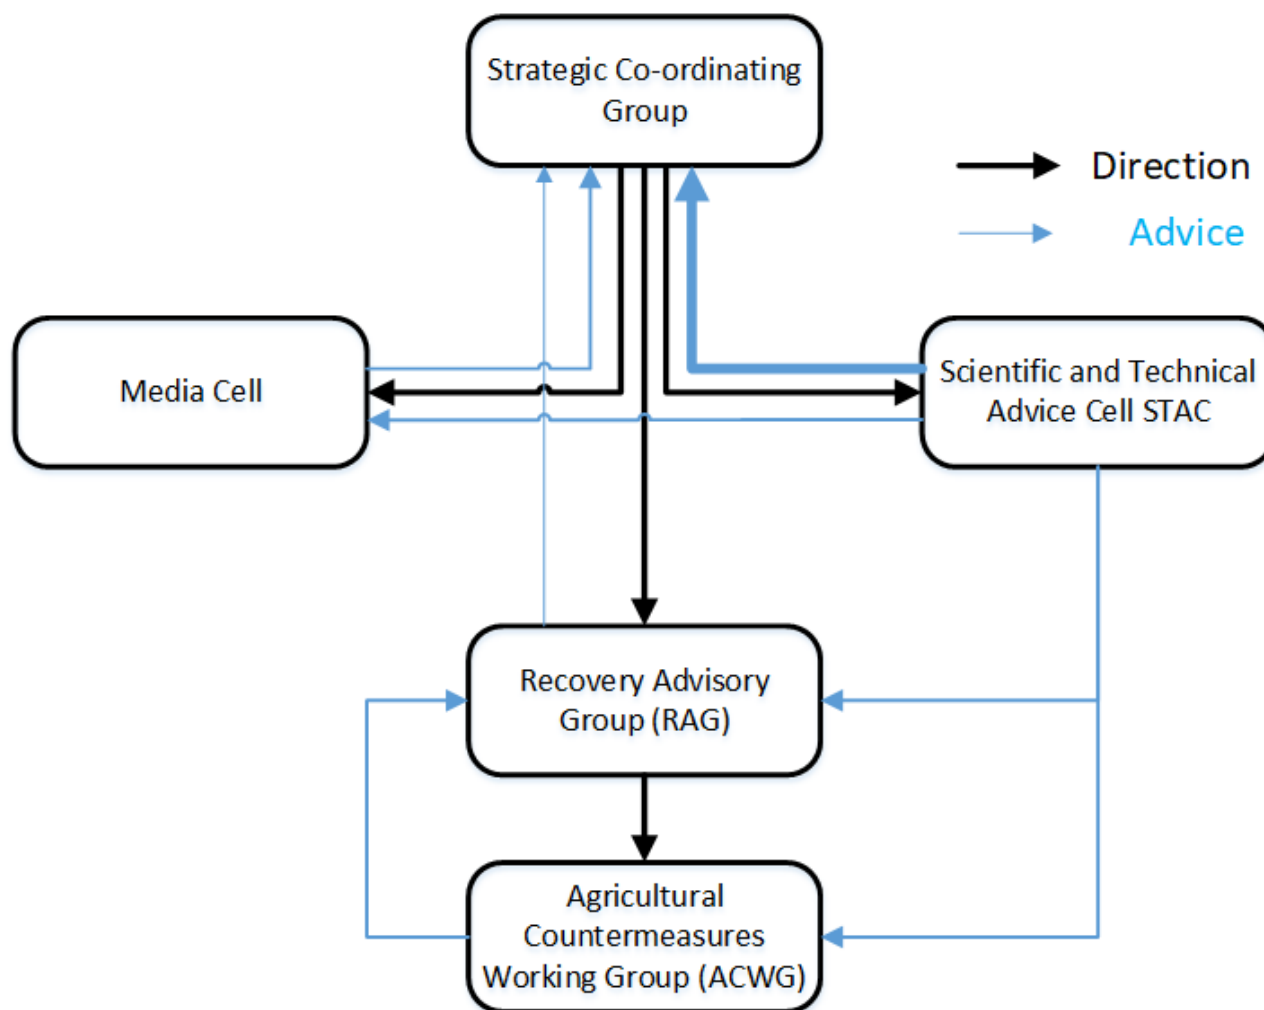 Strategic Co-ordinating
Group
Direction
Advice
Media Cell
Scientific and Technical
Advice Cell STAC
Recovery Advisory
Group (RAG)
Agricultural
Countermeasures
Working Group (ACWG)